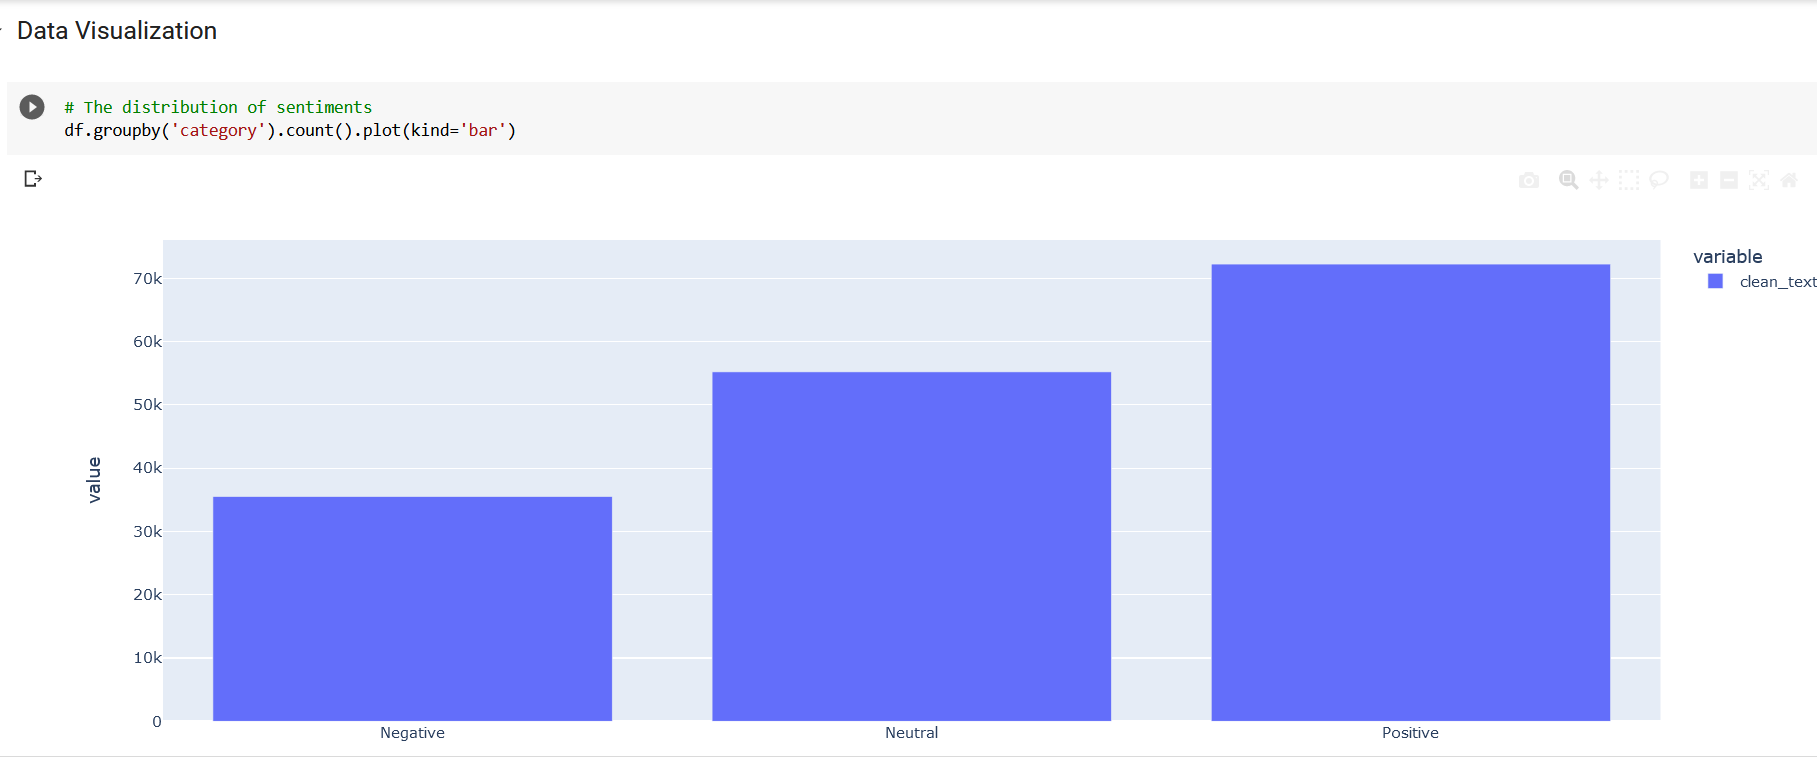 Data Visualization
# The distribution of sentiments
df.groupby('category').count().plot(kind='bar')
variable
clean_text
70k
60k
50k
40k
30k
20k
10k
0
value
Negative
Neutral
Positive